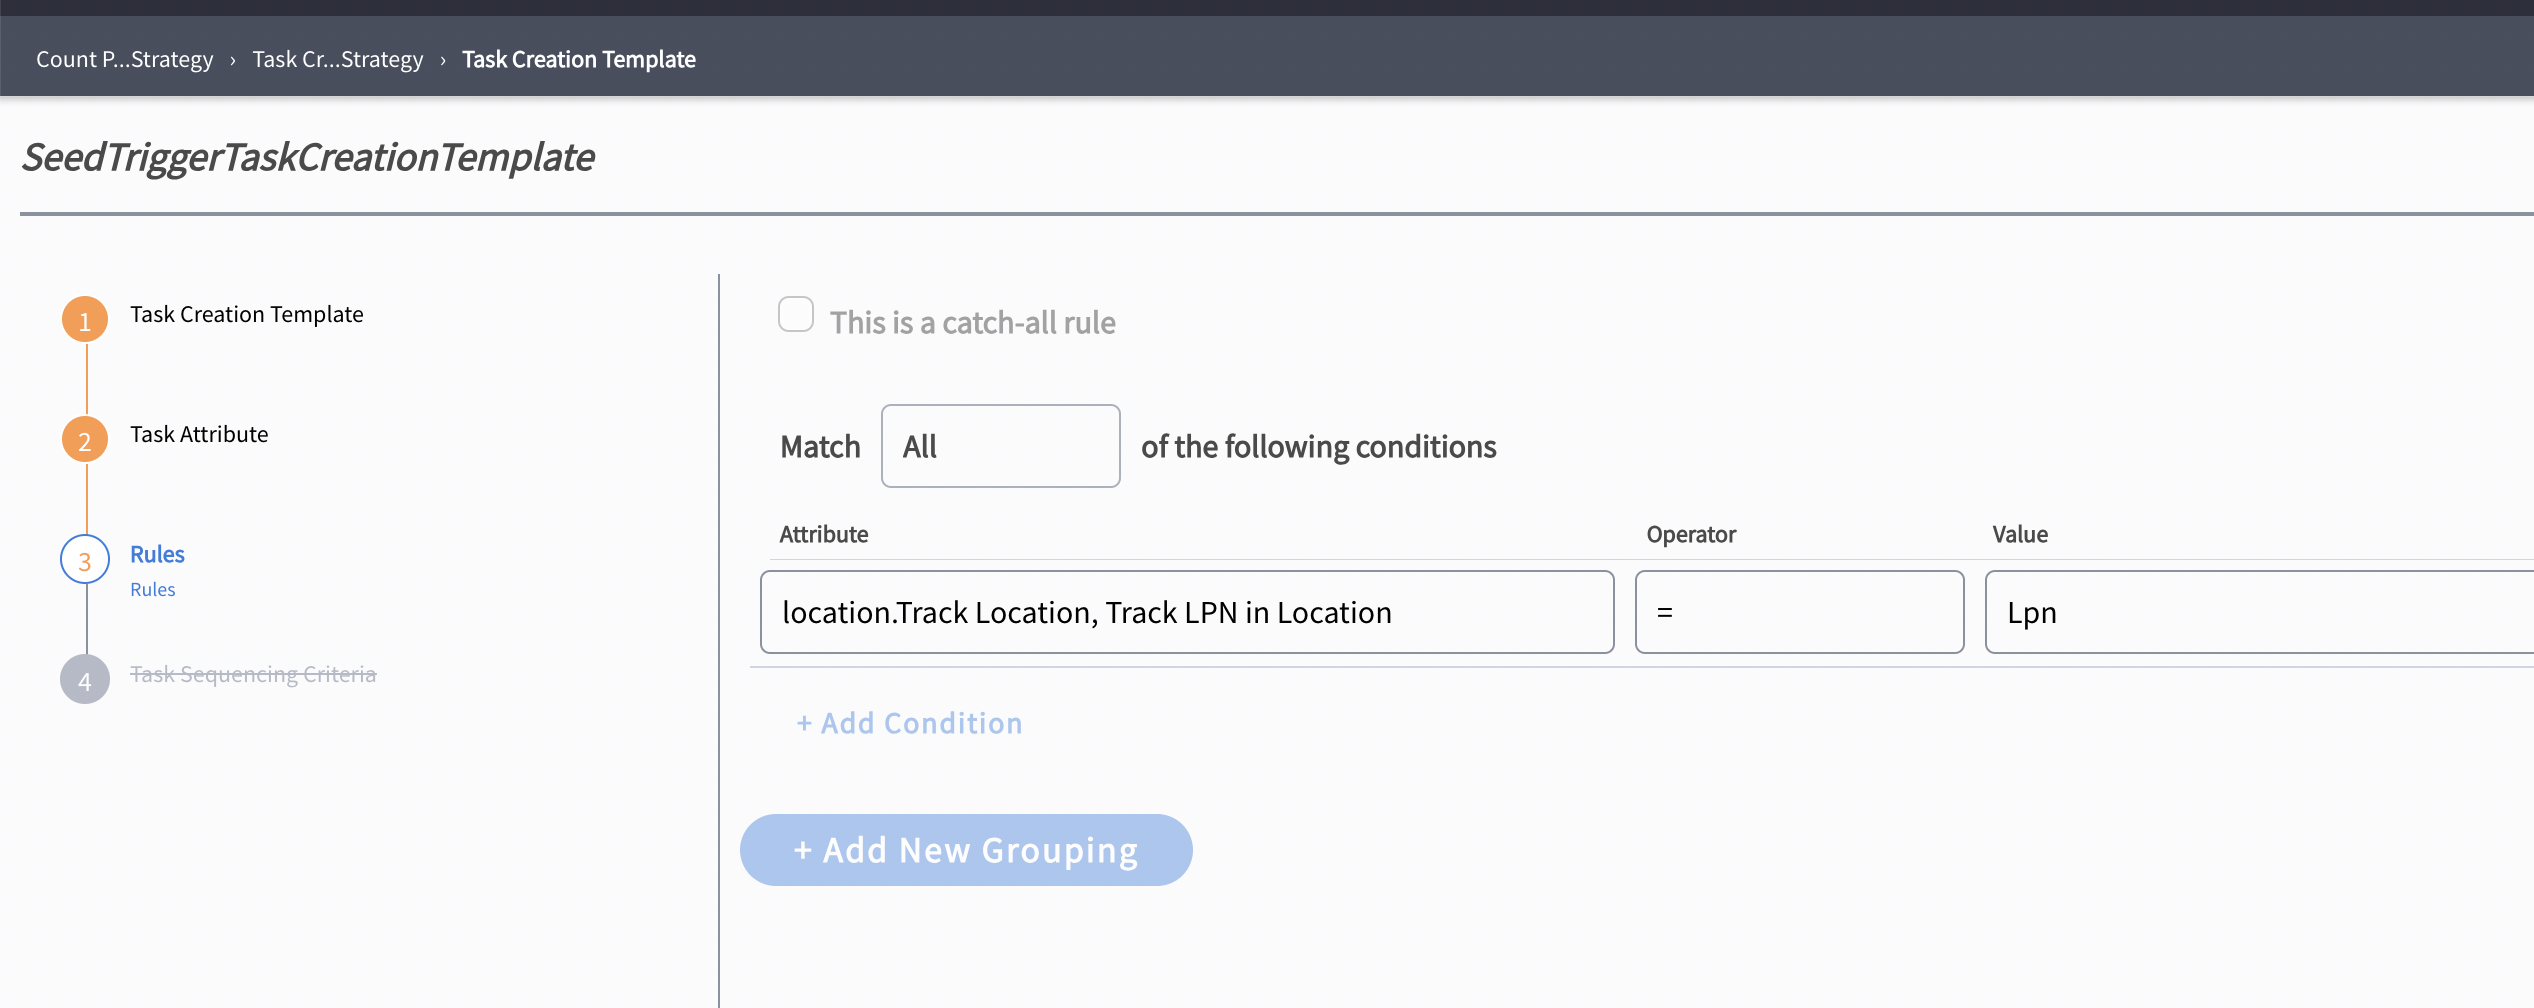 Count P...Strategy › Task Cr...Strategy › Task Creation Template
SeedTriggerTaskCreationTemplate
1 Task Creation Template
2 Task Attribute
3 Rules
Rules
4 Task Sequencing Criteria
This is a catch-all rule
Match All of the following conditions
Attribute Operator Value
location.Track Location, Track LPN in Location = Lpn
+ Add Condition
+ Add New Grouping